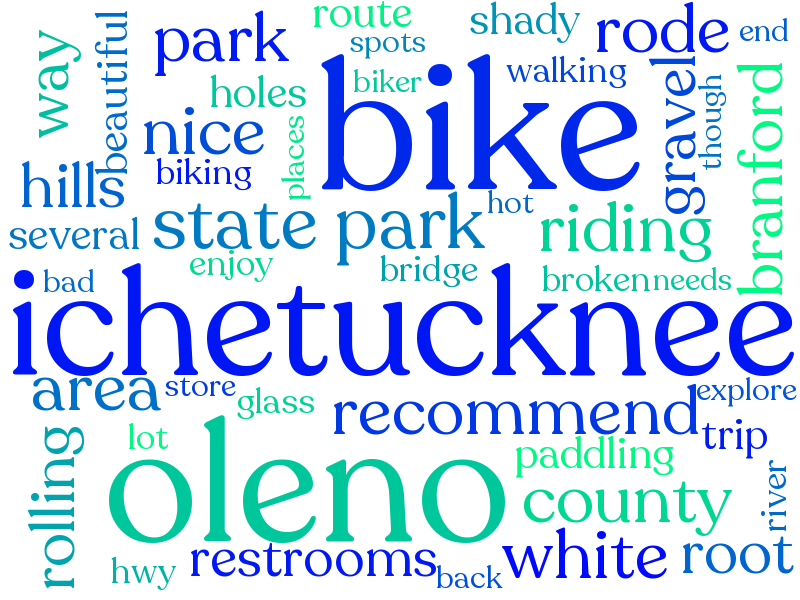 route
shady
park
rode
end
way
beautiful
spots
biker
walking
holes
bike
gravel
though
branford
nice
places
biking
hills
state park
hot
riding
several
enjoy
bridge
broken
needs
bad
ichetucknee
area
store
glass
recommend
explore
trip
rolling
lot
oleno
paddling
county
river
restrooms
white
root
hwy
back